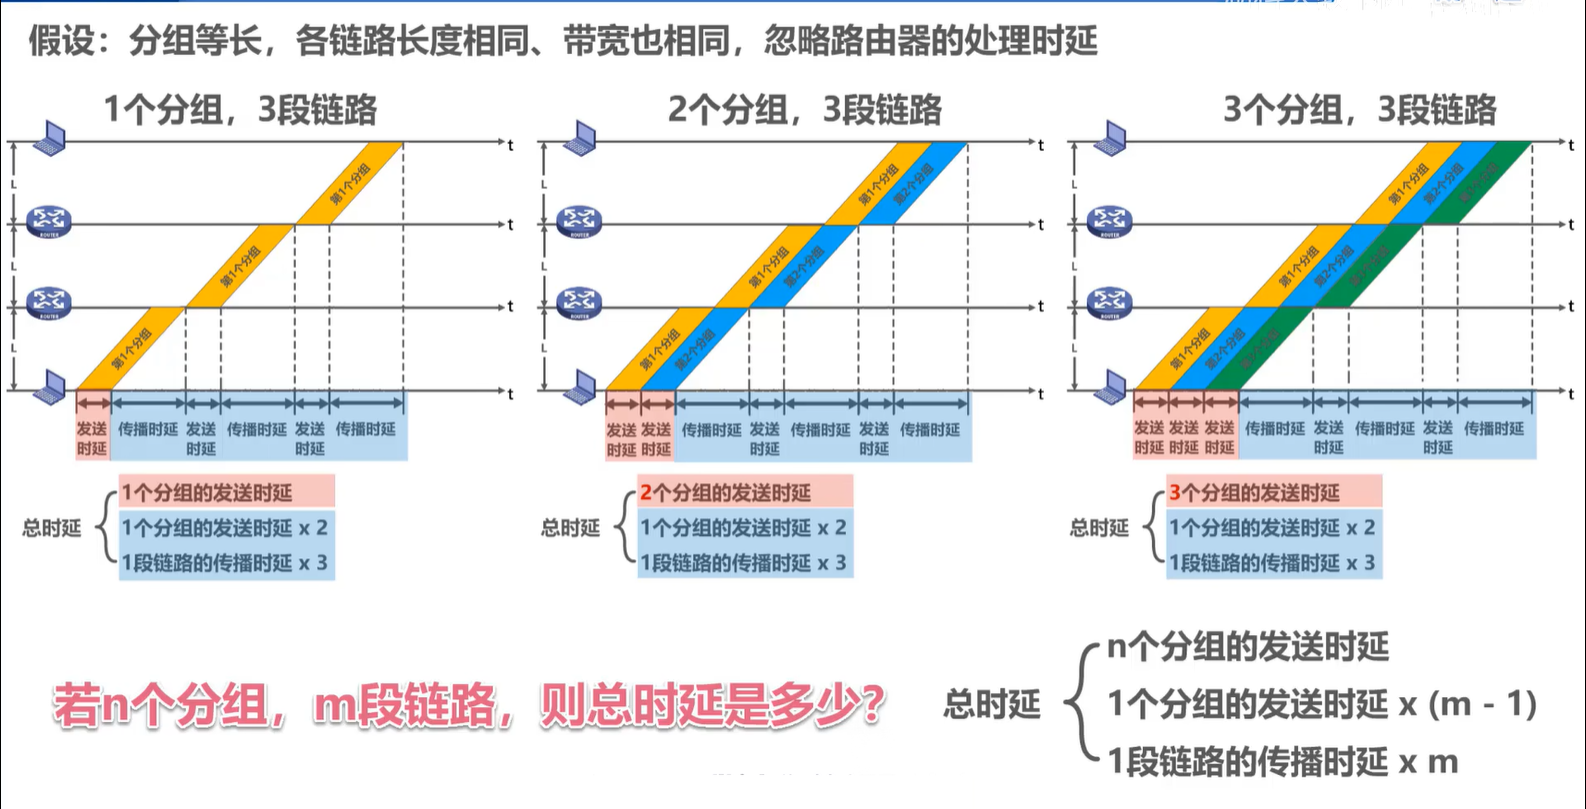 假设：分组等长，各链路长度相同、带宽也相同，忽略路由器的处理时延
1个分组，3段链路
t
第1个分组
L
ROUTER
t
第1个分组
L
ROUTER
t
第1个分组
L
t
发送时延
传播时延
发送时延
传播时延
发送时延
传播时延
总时延
1个分组的发送时延
1个分组的发送时延 x 2
1段链路的传播时延 x 3
2个分组，3段链路
t
第1个分组
第2个分组
L
ROUTER
t
第1个分组
第2个分组
L
ROUTER
t
第1个分组
第2个分组
L
t
发送时延
发送时延
传播时延
发送时延
传播时延
发送时延
传播时延
总时延
2个分组的发送时延
1个分组的发送时延 x 2
1段链路的传播时延 x 3
3个分组，3段链路
t
第1个分组
第2个分组
L
ROUTER
t
第1个分组
第2个分组
L
ROUTER
t
第1个分组
第2个分组
L
t
发送时延
发送时延
发送时延
传播时延
发送时延
传播时延
发送时延
传播时延
总时延
3个分组的发送时延
1个分组的发送时延 x 2
1段链路的传播时延 x 3
若n个分组，m段链路，则总时延是多少？
总时延
n个分组的发送时延
1个分组的发送时延 x (m - 1)
1段链路的传播时延 x m